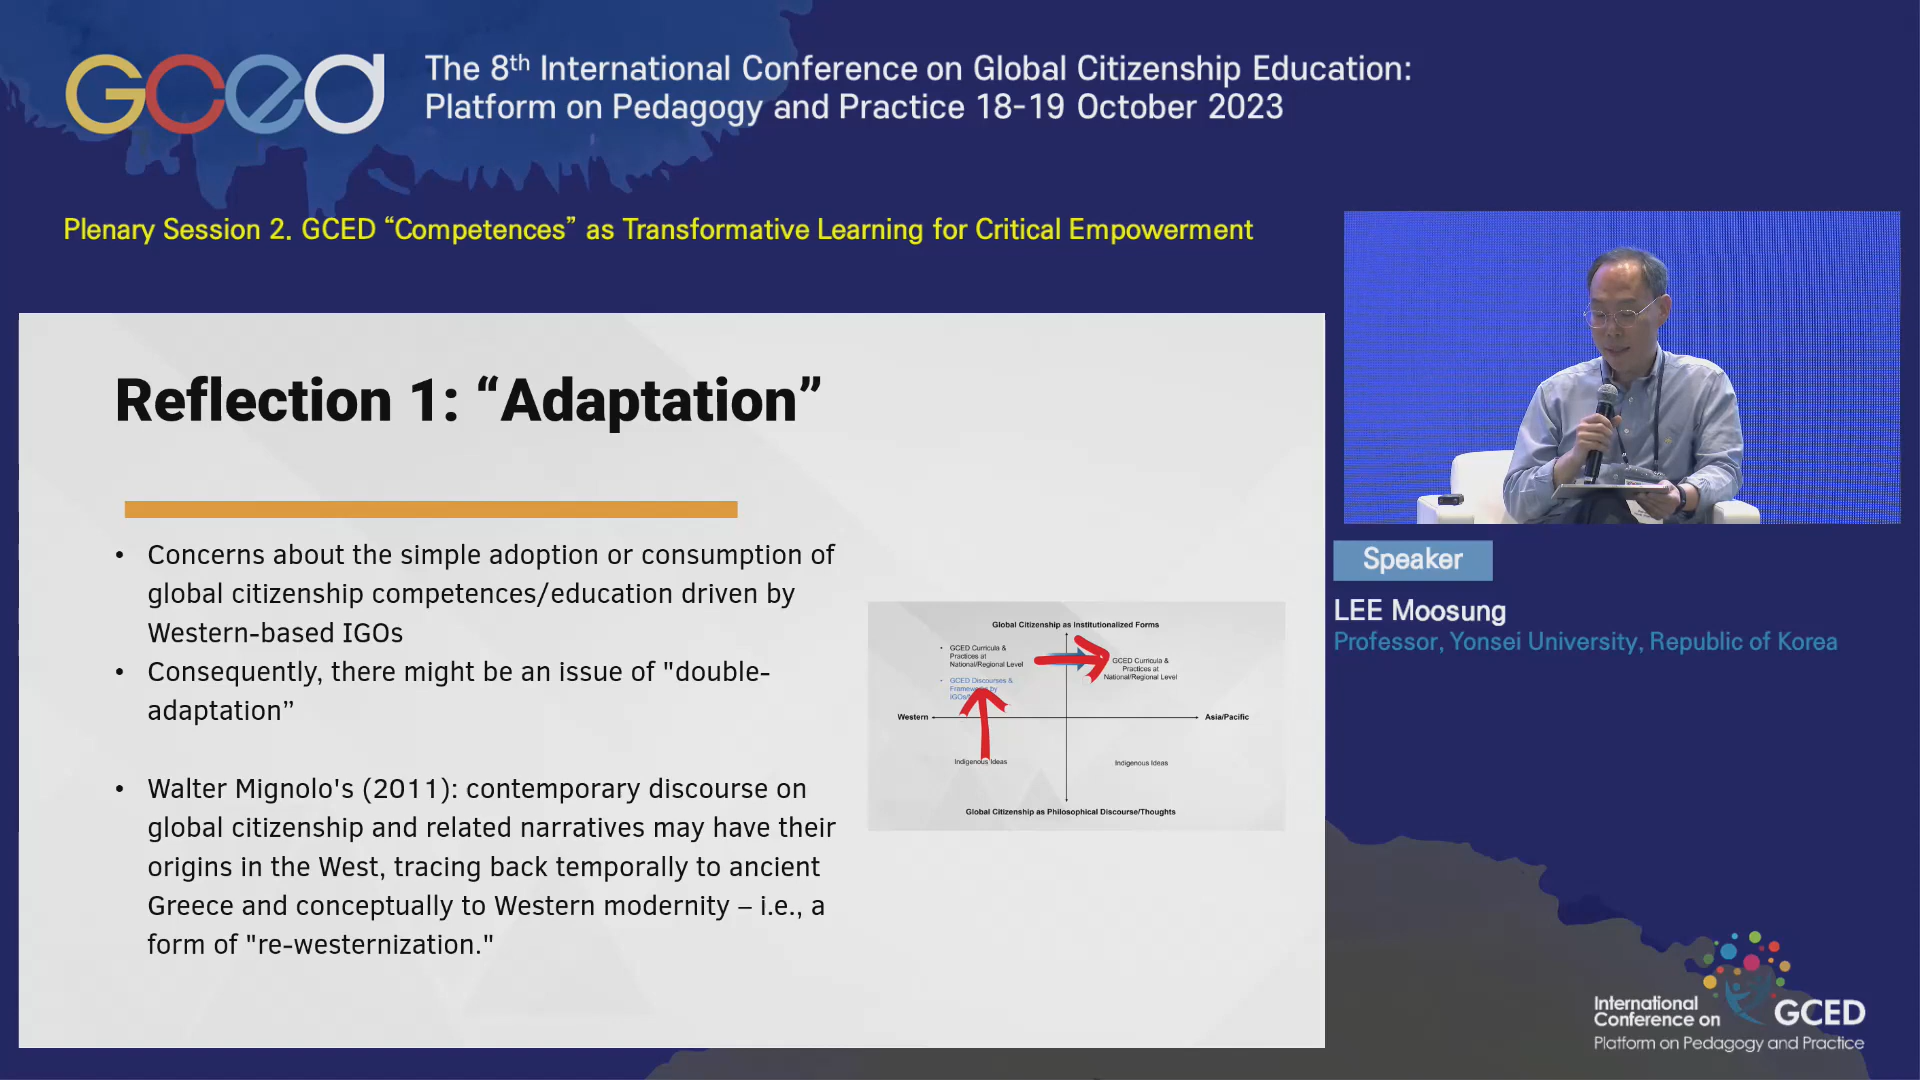 GCED
The 8th International Conference on Global Citizenship Education:
Platform on Pedagogy and Practice 18-19 October 2023
Plenary Session 2. GCED “Competences” as Transformative Learning for Critical Empowerment
Reflection 1: “Adaptation”
• Concerns about the simple adoption or consumption of
global citizenship competences/education driven by
Western-based IGOs
• Consequently, there might be an issue of "double-
adaptation”
• Walter Mignolo's (2011): contemporary discourse on
global citizenship and related narratives may have their
origins in the West, tracing back temporally to ancient
Greece and conceptually to Western modernity – i.e., a
form of "re-westernization."
Global Citizenship as Institutionalized Forms
• GCED Curricula &
Practices at
National/Regional Level
• GCED Discourses &
by
GCED Curricula &
Practices at
National/Regional Level
Western
Asia/Pacific
Indigenous Ideas
Indigenous Ideas
Global Citizenship as Philosophical Discourse/Thoughts
Speaker
LEE Moosung
Professor, Yonsei University, Republic of Korea
International
Conference on GCED
Platform on Pedagogy and Practice